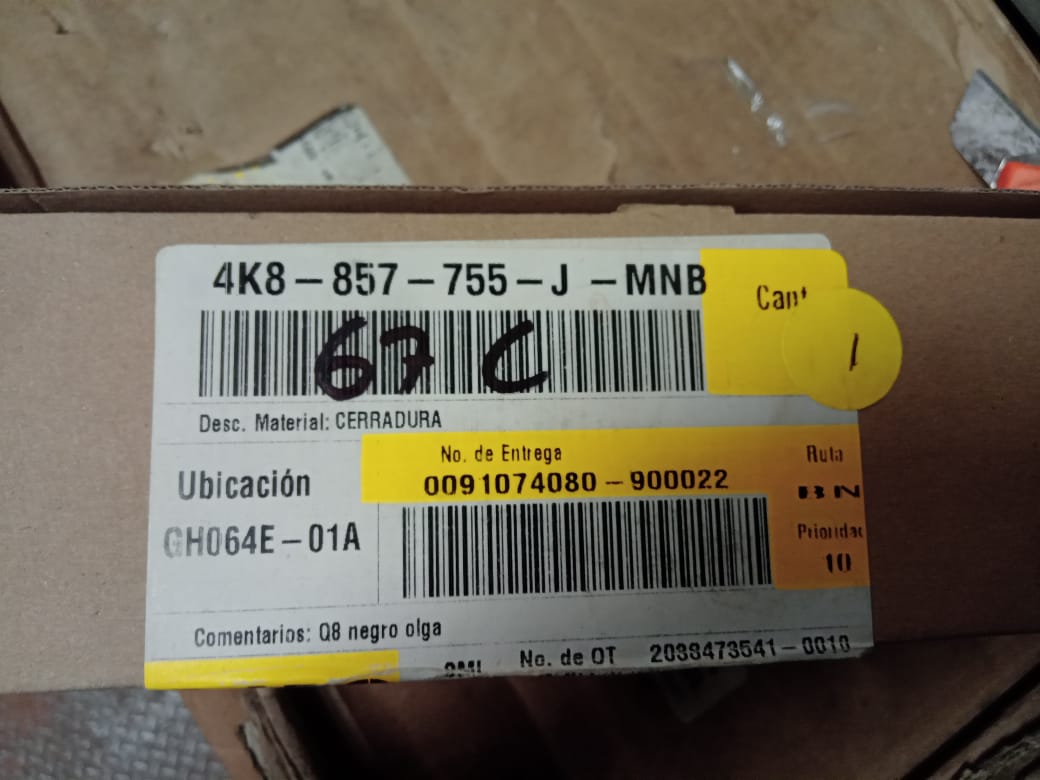 4K8-857-755-J -MNB
Cant
1
67 C
Desc. Material: CERRADURA
No. de Entrega
0091074080-900022
Ruta
BN
Ubicación
GH064E-01A
Prioridad
10
Comentarios: Q8 negro olga
No. de OT 2038473541-0010